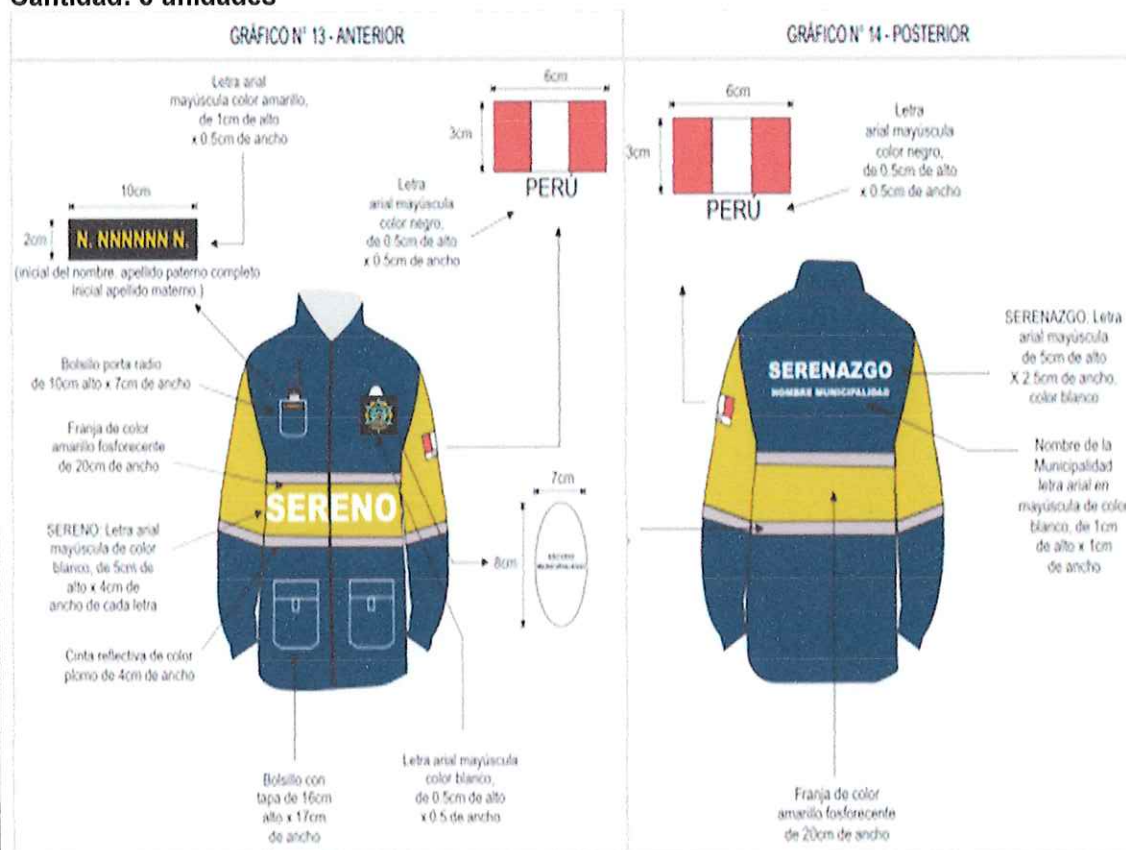 Cantidad: 6 unidades
GRÁFICO N° 13 - ANTERIOR
Letra arial
mayúscula color amarillo,
de 1cm de alto
x 0.5cm de ancho
10cm
2cm
N. NNNNNN N.
(inicial del nombre, apellido paterno completo
inicial apellido materno.)
6cm
3cm
PERÚ
Letra
arial mayúscula
color negro,
de 0.5cm de alto
x 0.5cm de ancho
Bolsillo porta radio
de 10cm alto x 7cm de ancho
Franja de color
amarillo fosforecente
de 20cm de ancho
SERENO
SERENO: Letra arial
mayúscula de color
blanco, de 5cm de
alto x 4cm de
ancho de cada letra
Cinta reflectiva de color
plomo de 4cm de ancho
7cm
8cm
Bolsillo con
tapa de 16cm
alto x 17cm
de ancho
Letra arial mayúscula
color blanco,
de 0.5cm de alto
x 0.5 de ancho
GRÁFICO N° 14 - POSTERIOR
6cm
3cm
PERÚ
Letra
arial mayúscula
color negro,
de 0.5cm de alto
x 0.5cm de ancho
SERENAZGO
NOMBRE MUNICIPALIDAD
SERENAZGO. Letra
arial mayúscula
de 5cm de alto
X 2.5cm de ancho,
color blanco
Nombre de la
Municipalidad
letra arial en
mayúscula de color
blanco, de 1cm
de alto x 1cm
de ancho
Franja de color
amarillo fosforecente
de 20cm de ancho